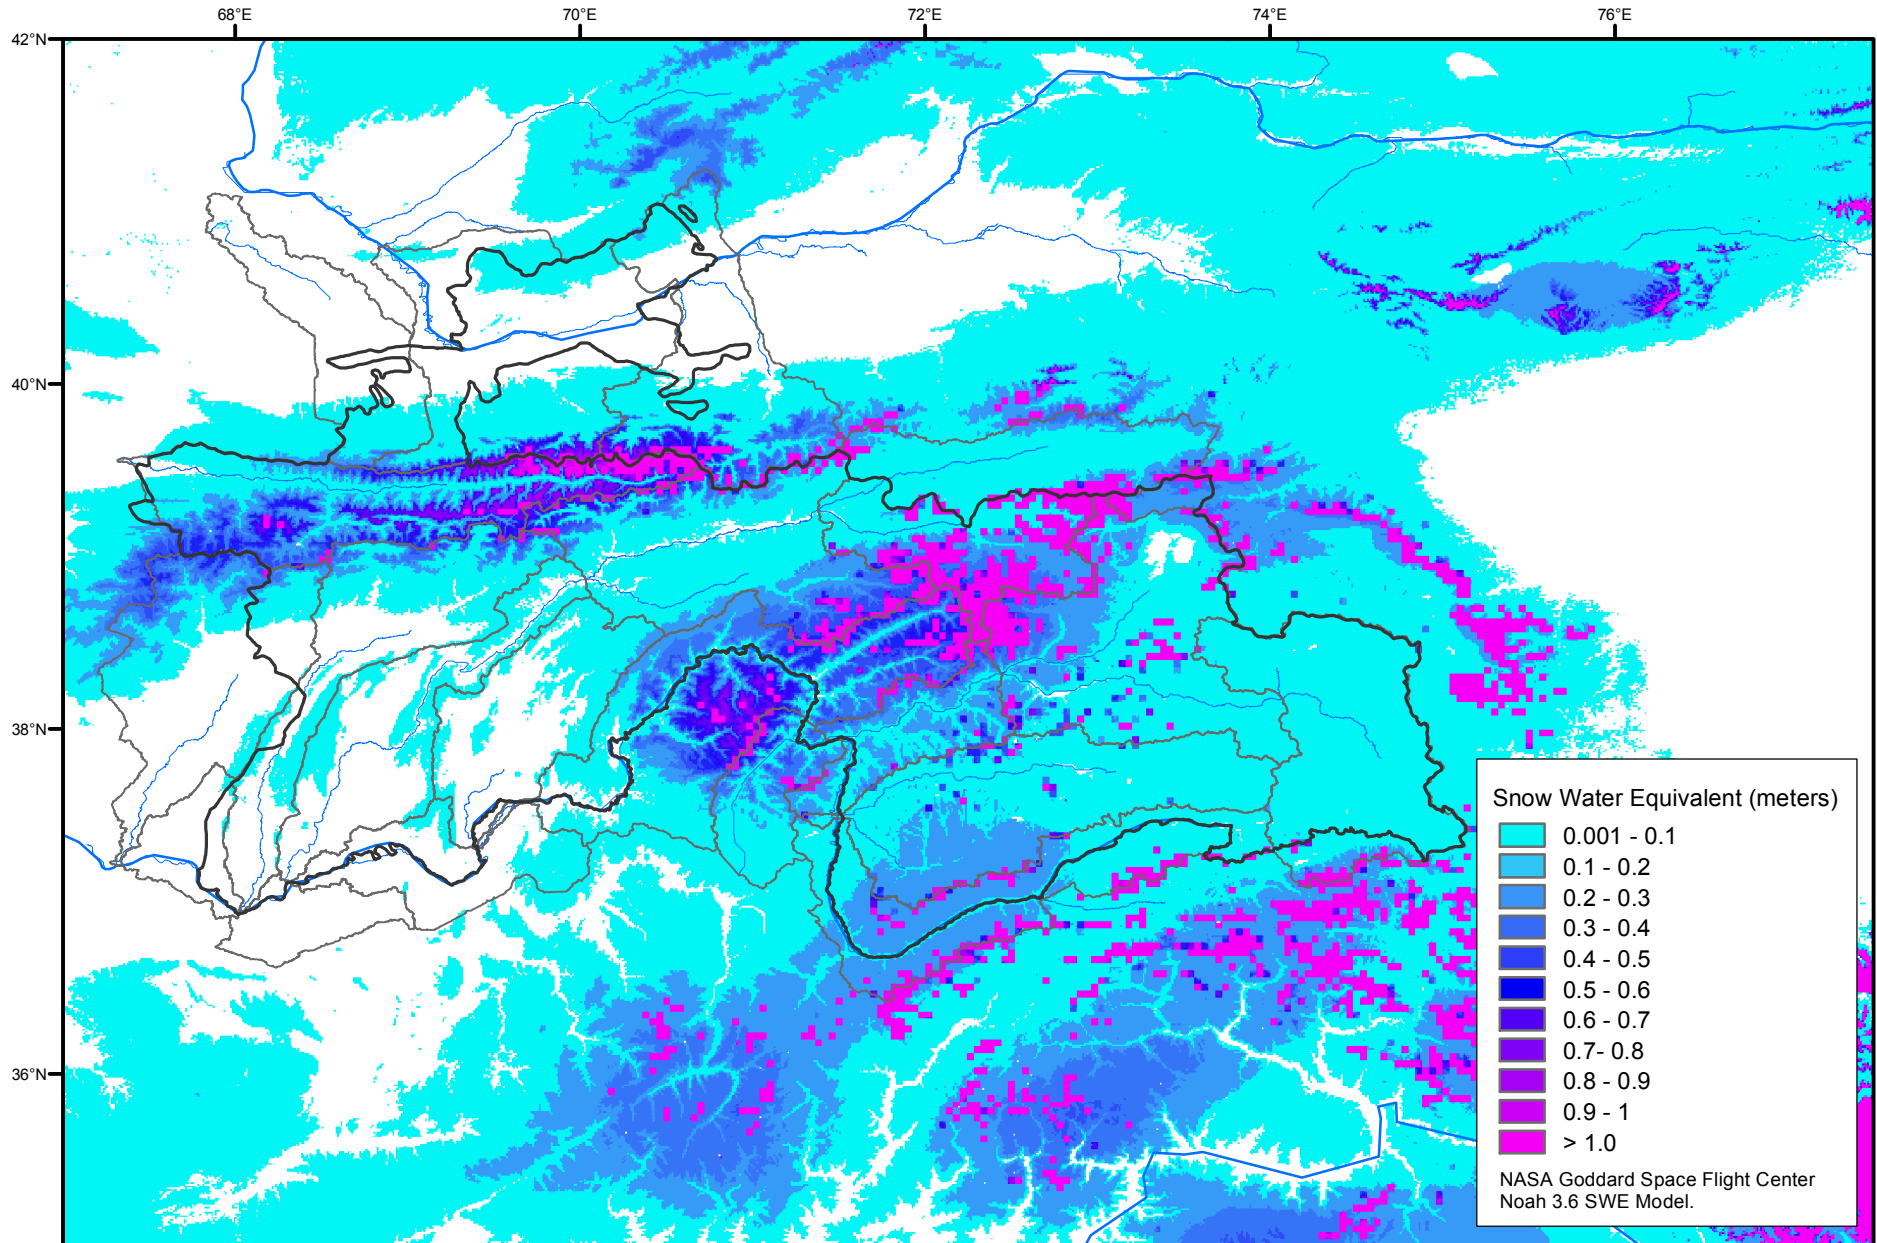 68°E 70°E 72°E 74°E 76°E
42°N
40°N
38°N
36°N
Snow Water Equivalent (meters)
0.001 - 0.1
0.1 - 0.2
0.2 - 0.3
0.3 - 0.4
0.4 - 0.5
0.5 - 0.6
0.6 - 0.7
0.7- 0.8
0.8 - 0.9
0.9 - 1
> 1.0
NASA Goddard Space Flight Center
Noah 3.6 SWE Model.